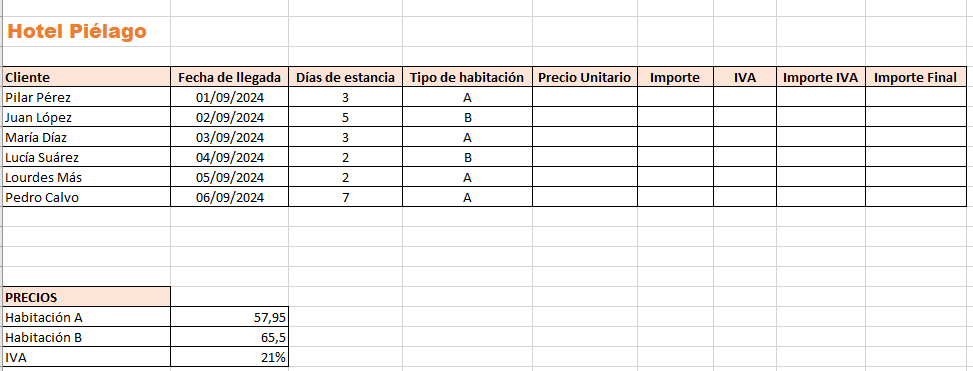 Hotel Piélago
Cliente Fecha de llegada Días de estancia Tipo de habitación Precio Unitario Importe IVA Importe IVA Importe Final
Pilar Pérez 01/09/2024 3 A
Juan López 02/09/2024 5 B
María Díaz 03/09/2024 3 A
Lucía Suárez 04/09/2024 2 B
Lourdes Más 05/09/2024 2 A
Pedro Calvo 06/09/2024 7 A
PRECIOS
Habitación A 57,95
Habitación B 65,5
IVA 21%